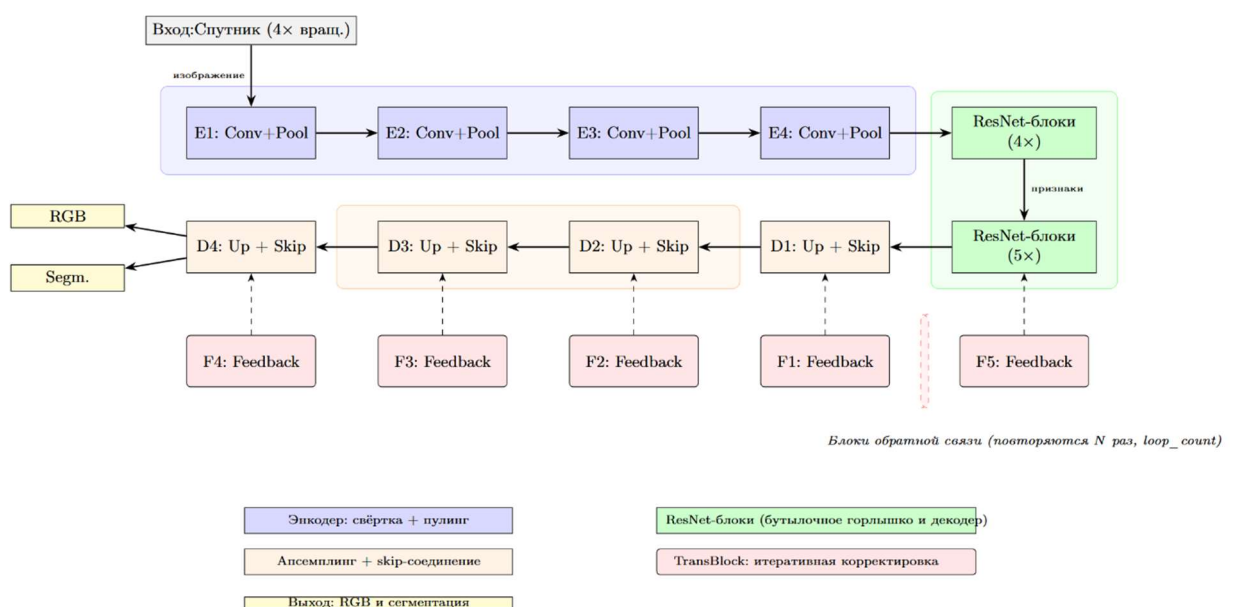 Вход:Спутник (4× вращ.)
изображение
E1: Conv+Pool
E2: Conv+Pool
E3: Conv+Pool
E4: Conv+Pool
ResNet-блоки
(4×)
признаки
RGB
Segm.
D4: Up + Skip
D3: Up + Skip
D2: Up + Skip
D1: Up + Skip
ResNet-блоки
(5×)
F4: Feedback
F3: Feedback
F2: Feedback
F1: Feedback
F5: Feedback
Блоки обратной связи (повторяются N раз, loop_count)
Энкодер: свёртка + пулинг
ResNet-блоки (бутылочное горлышко и декодер)
Апсемплинг + skip-соединение
TransBlock: итеративная корректировка
Выход: RGB и сегментация